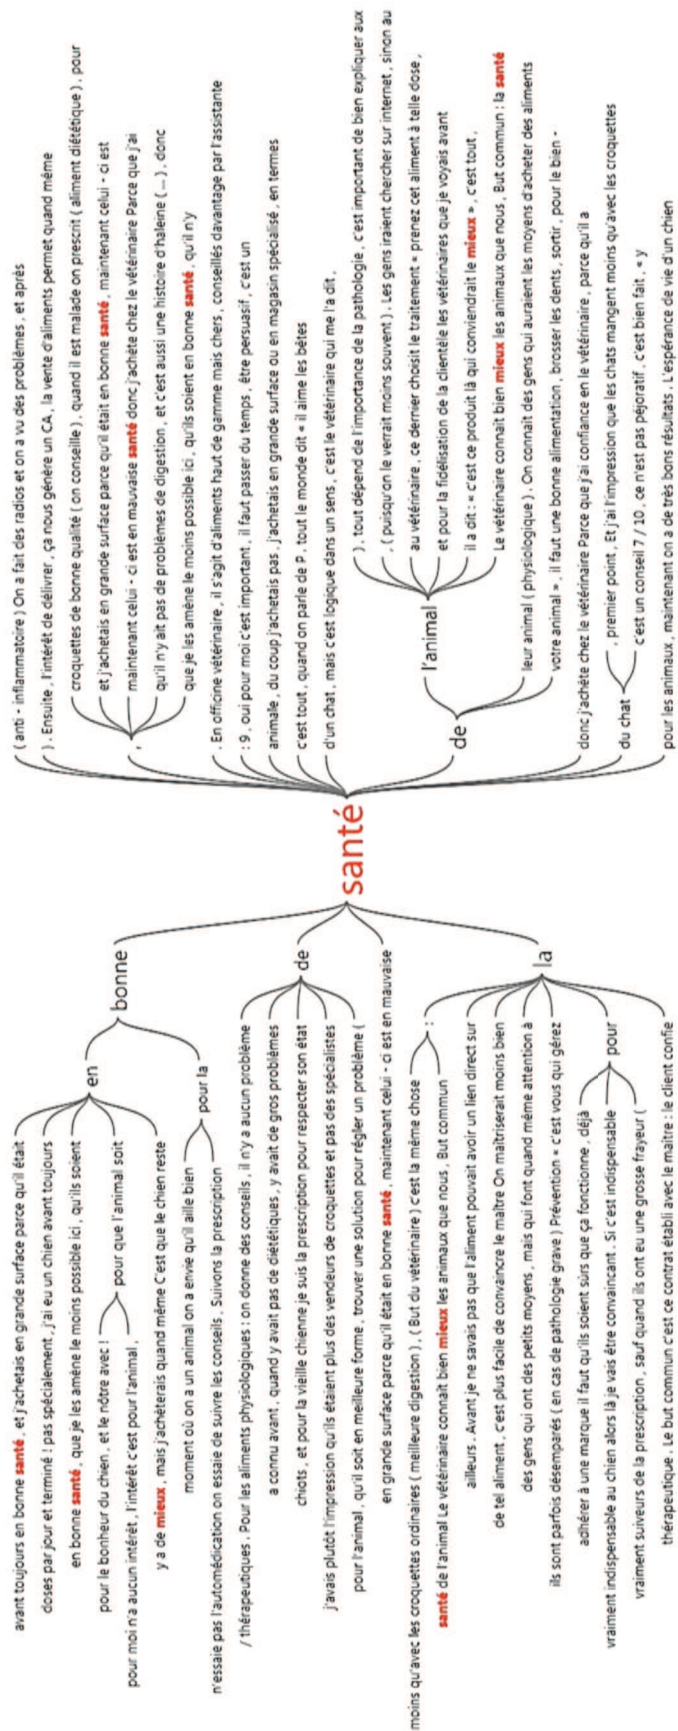 avant toujours en bonne santé , et j'achetais en grande surface parce qu'il était
doses par jour et terminé ! pas spécialement , j'ai eu un chien avant toujours
en bonne santé , que je les amène le moins possible ici , qu'ils soient
en
pour le bonheur du chien , et le nôtre avec !
pour moi n'a aucun intérêt , l'intérêt c'est pour l'animal ,
pour que l'animal soit
y a de mieux , mais j'achèterais quand même C'est que le chien reste
bonne
moment où on a un animal on a envie qu'il aille bien
n'essaie pas l'automédication on essaie de suivre les conseils , Suivons la prescription
pour la
/ thérapeutiques . Pour les aliments physiologiques : on donne des conseils , il n'y a aucun problème
a connu avant , quand y avait pas de diététiques , y avait de gros problèmes
chiots , et pour la vieille chienne je suis la prescription pour respecter son état
j'avais plutôt l'impression qu'ils étaient plus des vendeurs de croquettes et pas des spécialistes
pour l'animal , qu'il soit en meilleure forme , trouver une solution pour régler un problème (
de
en grande surface parce qu'il était en bonne santé , maintenant celui - ci est en mauvaise
moins qu'avec les croquettes ordinaires ( meilleure digestion ) , ( But du vétérinaire ) c'est la même chose
santé de l'animal Le vétérinaire connaît bien mieux les animaux que nous , But commun
:
ailleurs . Avant je ne savais pas que l'aliment pouvait avoir un lien direct sur
de tel aliment , c'est plus facile de convaincre le maître On maîtriserait moins bien
des gens qui ont des petits moyens , mais qui font quand même attention à
ils sont parfois désemparés ( en cas de pathologie grave ) Prévention « c'est vous qui gérez
la
adhérer à une marque il faut qu'ils soient sûrs que ça fonctionne , déjà
vraiment indispensable au chien alors là je vais être convaincant . Si c'est indispensable
vraiment suiveurs de la prescription , sauf quand ils ont eu une grosse frayeur (
pour
thérapeutique . Le but commun c'est ce contrat établi avec le maître : le client confie
santé
( anti - inflammatoire ) On a fait des radios et on a vu des problèmes , et après
) . Ensuite , l'intérêt de délivrer , ça nous génère un CA , la vente d'aliments permet quand même
,
croquettes de bonne qualité ( on conseille ) , quand il est malade on prescrit ( aliment diététique ) , pour
et j'achetais en grande surface parce qu'il était en bonne santé , maintenant celui - ci est
maintenant celui - ci est en mauvaise santé donc j'achète chez le vétérinaire Parce que j'ai
qu'il n'y ait pas de problèmes de digestion , et c'est aussi une histoire d'haleine ( ... ) , donc
que je les amène le moins possible ici , qu'ils soient en bonne santé , qu'il n'y
. En officine vétérinaire , il s'agit d'aliments haut de gamme mais chers , conseillés davantage par l'assistante
: 9 , oui pour moi c'est important , il faut passer du temps , être persuasif , c'est un
animalie , du coup j'achetais pas , j'achetais en grande surface ou en magasin spécialisé , en termes
c'est tout , quand on parle de P , tout le monde dit « il aime les bêtes
d'un chat , mais c'est logique dans un sens , c'est le vétérinaire qui me l'a dit ,
de
l'animal
) , tout dépend de l'importance de la pathologie , c'est important de bien expliquer aux
, ( puisqu'on le verrait moins souvent ) . Les gens iraient chercher sur internet , sinon au
au vétérinaire , ce dernier choisit le traitement « prenez cet aliment à telle dose ,
et pour la fidélisation de la clientèle les vétérinaires que je voyais avant
il a dit : « c'est ce produit là qui conviendrait le mieux » , c'est tout ,
Le vétérinaire connaît bien mieux les animaux que nous , But commun : la santé
leur animal ( physiologique ) . On connaît des gens qui auraient les moyens d'acheter des aliments
votre animal » , il faut une bonne alimentation , brosser les dents , sortir , pour le bien -
donc j'achète chez le vétérinaire Parce que j'ai confiance en le vétérinaire , parce qu'il a
du chat
, premier point , Et j'ai l'impression que les chats mangent moins qu'avec les croquettes
c'est un conseil 7 / 10 , ce n'est pas péjoratif , c'est bien fait , « y
pour les animaux , maintenant on a de très bons résultats . L'espérance de vie d'un chien